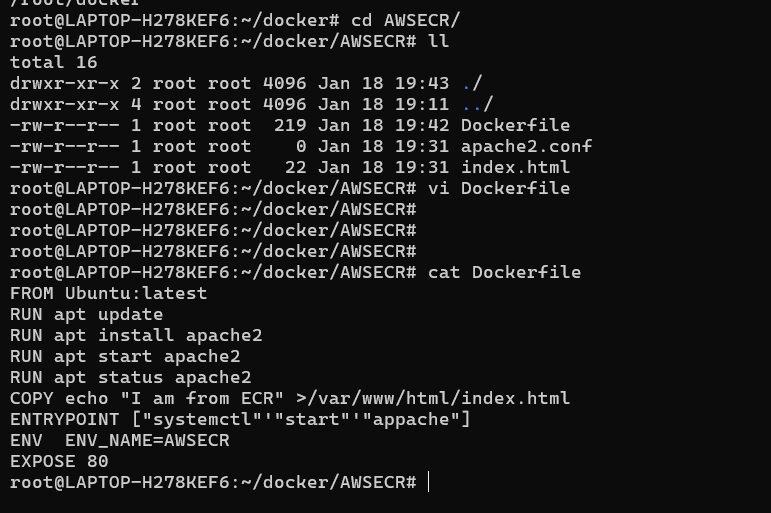 /root/docker
root@LAPTOP-H278KEF6:~/docker# cd AWSECR/
root@LAPTOP-H278KEF6:~/docker/AWSECR# ll
total 16
drwxr-xr-x 2 root root 4096 Jan 18 19:43 ./
drwxr-xr-x 4 root root 4096 Jan 18 19:11 ../
-rw-r--r-- 1 root root  219 Jan 18 19:42 Dockerfile
-rw-r--r-- 1 root root    0 Jan 18 19:31 apache2.conf
-rw-r--r-- 1 root root   22 Jan 18 19:31 index.html
root@LAPTOP-H278KEF6:~/docker/AWSECR# vi Dockerfile
root@LAPTOP-H278KEF6:~/docker/AWSECR#
root@LAPTOP-H278KEF6:~/docker/AWSECR#
root@LAPTOP-H278KEF6:~/docker/AWSECR#
root@LAPTOP-H278KEF6:~/docker/AWSECR# cat Dockerfile
FROM Ubuntu:latest
RUN apt update
RUN apt install apache2
RUN apt start apache2
RUN apt status apache2
COPY echo "I am from ECR" >/var/www/html/index.html
ENTRYPOINT ["systemctl"'"start"'"appache"]
ENV  ENV_NAME=AWSECR
EXPOSE 80
root@LAPTOP-H278KEF6:~/docker/AWSECR#